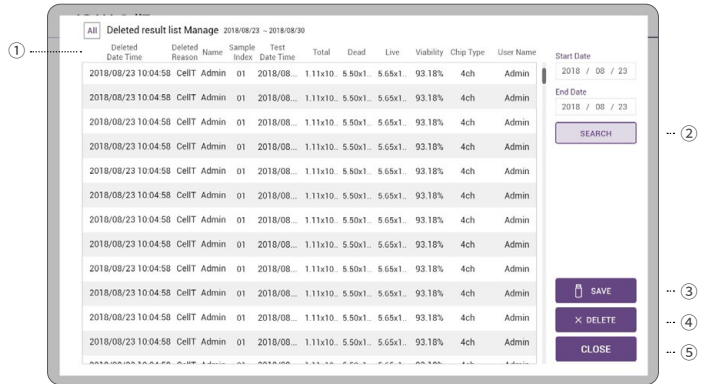 All Deleted result list Manage 2018/08/23 ~ 2018/08/30
① Deleted Date Time Deleted Reason Name Sample Index Test Date Time Total Dead Live Viability Chip Type User Name
2018/08/23 10:04:58 CellT Admin 01 2018/08... 1.11x10.. 5.50x1.. 5.65x1.. 93.18% 4ch Admin
2018/08/23 10:04:58 CellT Admin 01 2018/08... 1.11x10.. 5.50x1.. 5.65x1.. 93.18% 4ch Admin
2018/08/23 10:04:58 CellT Admin 01 2018/08... 1.11x10.. 5.50x1.. 5.65x1.. 93.18% 4ch Admin
2018/08/23 10:04:58 CellT Admin 01 2018/08... 1.11x10.. 5.50x1.. 5.65x1.. 93.18% 4ch Admin
2018/08/23 10:04:58 CellT Admin 01 2018/08... 1.11x10.. 5.50x1.. 5.65x1.. 93.18% 4ch Admin
2018/08/23 10:04:58 CellT Admin 01 2018/08... 1.11x10.. 5.50x1.. 5.65x1.. 93.18% 4ch Admin
2018/08/23 10:04:58 CellT Admin 01 2018/08... 1.11x10.. 5.50x1.. 5.65x1.. 93.18% 4ch Admin
2018/08/23 10:04:58 CellT Admin 01 2018/08... 1.11x10.. 5.50x1.. 5.65x1.. 93.18% 4ch Admin
2018/08/23 10:04:58 CellT Admin 01 2018/08... 1.11x10.. 5.50x1.. 5.65x1.. 93.18% 4ch Admin
2018/08/23 10:04:58 CellT Admin 01 2018/08... 1.11x10.. 5.50x1.. 5.65x1.. 93.18% 4ch Admin
2018/08/23 10:04:58 CellT Admin 01 2018/08... 1.11x10.. 5.50x1.. 5.65x1.. 93.18% 4ch Admin
2018/08/23 10:04:58 CellT Admin 01 2018/08... 1.11x10.. 5.50x1.. 5.65x1.. 93.18% 4ch Admin
Start Date
2018 / 08 / 23
End Date
2018 / 08 / 23
SEARCH ②
SAVE ③
× DELETE ④
CLOSE ⑤